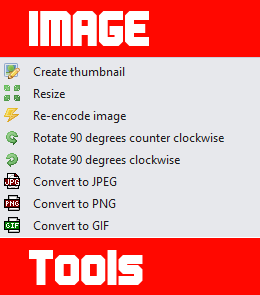 IMAGE
Create thumbnail
Resize
Re-encode image
Rotate 90 degrees counter clockwise
Rotate 90 degrees clockwise
JPG Convert to JPEG
PNG Convert to PNG
GIF Convert to GIF
Tools